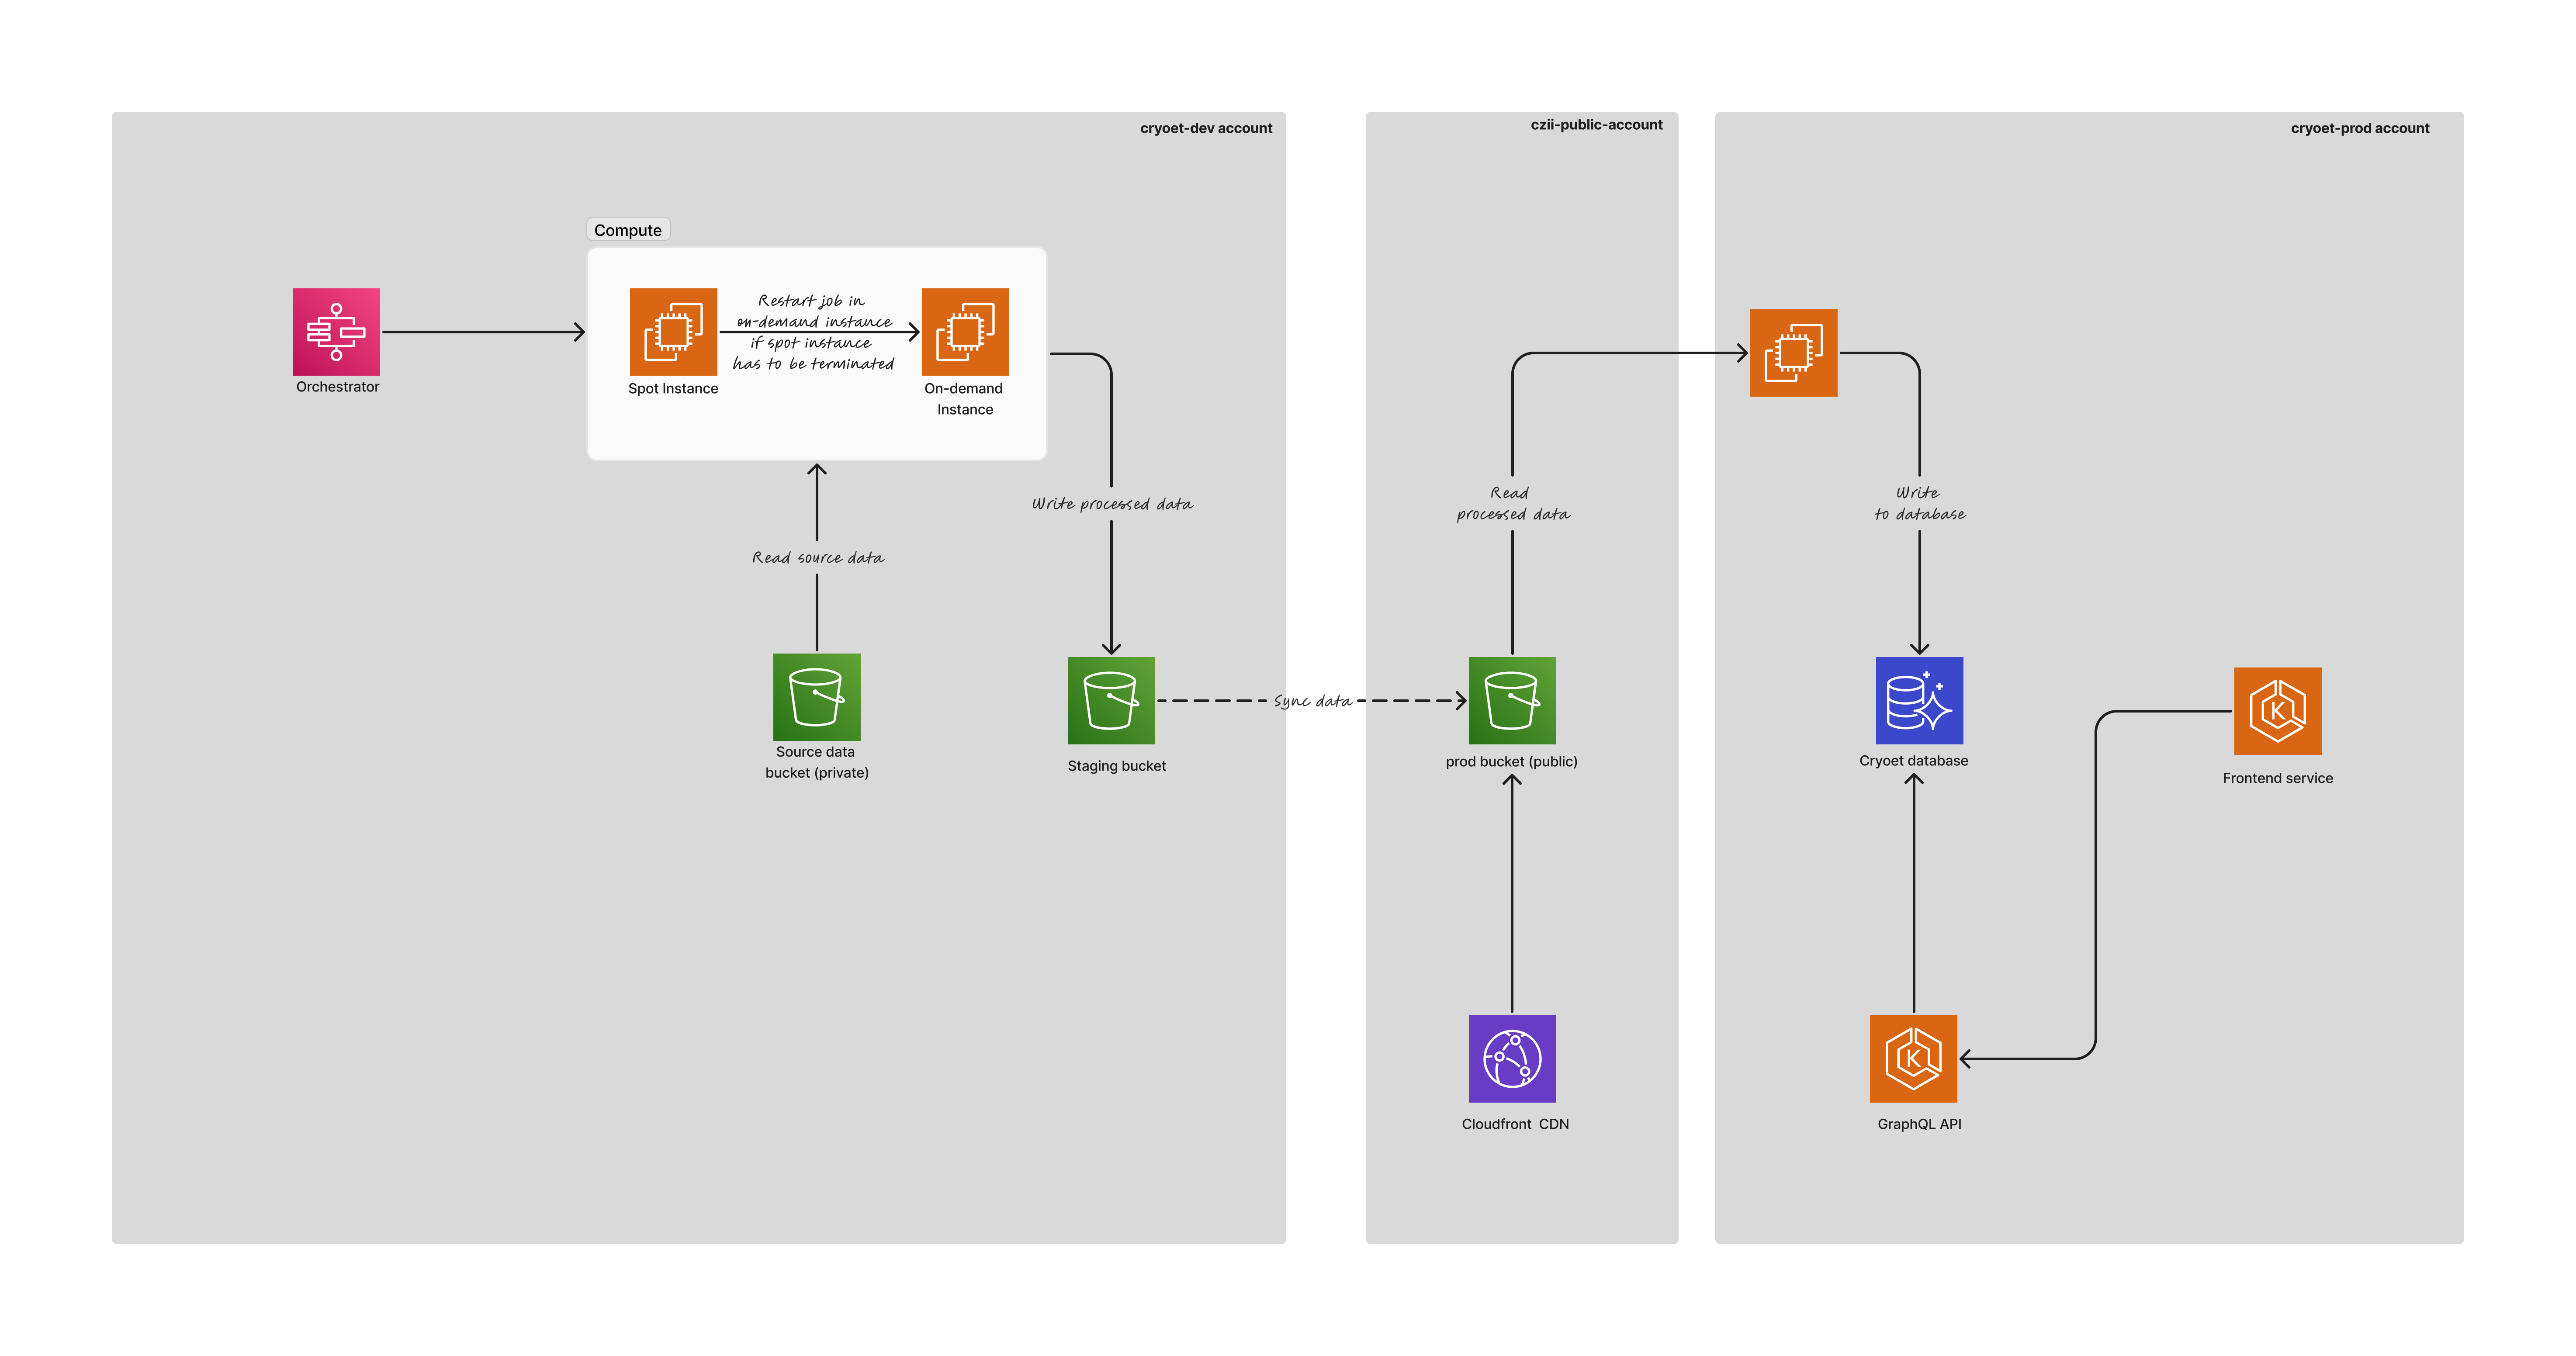 cryoet-dev account
czii-public-account
cryoet-prod account
Compute
Orchestrator
Spot Instance
Restart job in
on-demand instance
if spot instance
has to be terminated
On-demand
Instance
Read source data
Write processed data
Source data
bucket (private)
Staging bucket
Sync data
Read
processed data
prod bucket (public)
Cloudfront  CDN
Write
to database
Cryoet database
K
Frontend service
K
GraphQL API